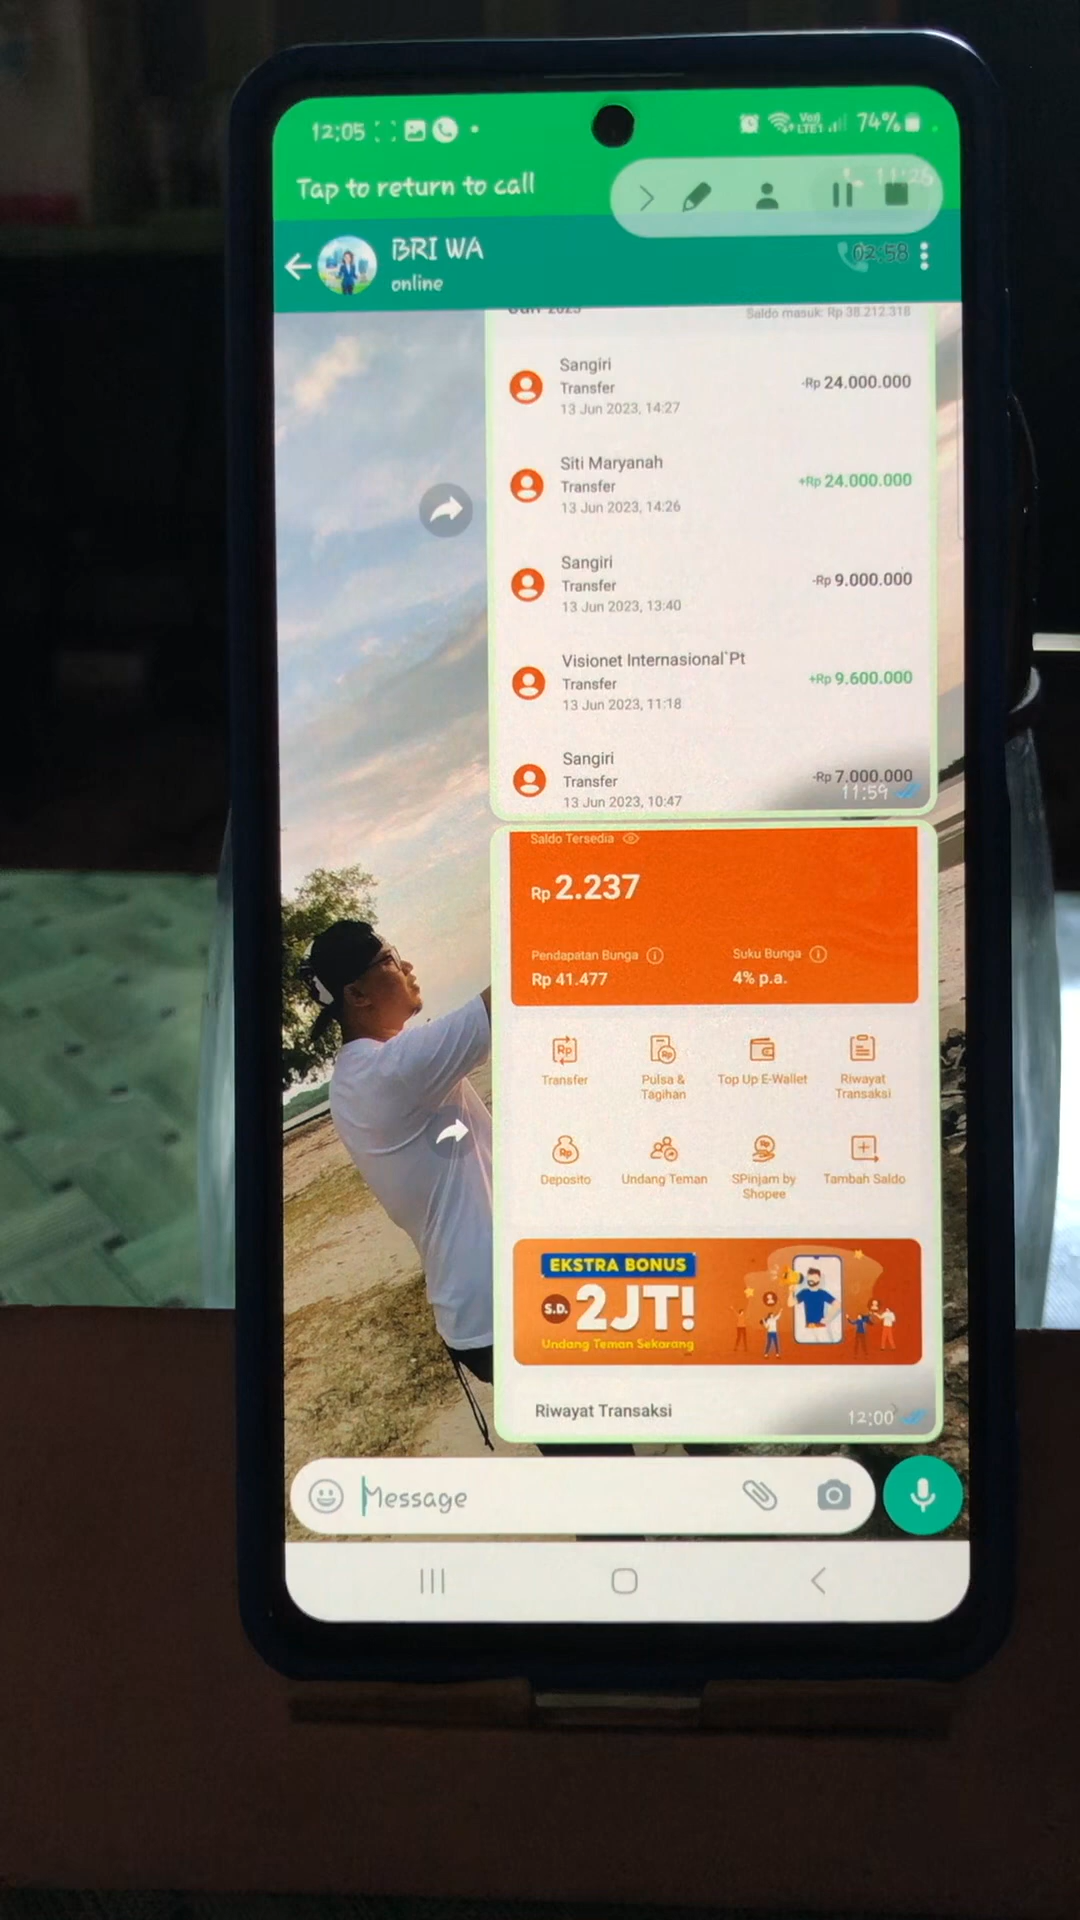 12:05
Vo)) LTE1
74%
Tap to return to call
11:25
BRI WA
online
02:58
Jun 2023
Saldo masuk: Rp 38.212.318
Sangiri
Transfer
13 Jun 2023, 14:27
-Rp 24.000.000
Siti Maryanah
Transfer
13 Jun 2023, 14:26
+Rp 24.000.000
Sangiri
Transfer
13 Jun 2023, 13:40
-Rp 9.000.000
Visionet Internasional`Pt
Transfer
13 Jun 2023, 11:18
+Rp 9.600.000
Sangiri
Transfer
13 Jun 2023, 10:47
-Rp 7.000.000
11:59
Saldo Tersedia
Rp 2.237
Pendapatan Bunga
Rp 41.477
Suku Bunga
4% p.a.
Transfer
Pulsa &
Tagihan
Top Up E-Wallet
Riwayat
Transaksi
Deposito
Undang Teman
SPinjam by
Shopee
Tambah Saldo
EKSTRA BONUS
S.D. 2JT!
Undang Teman Sekarang
Riwayat Transaksi
12:00
Message